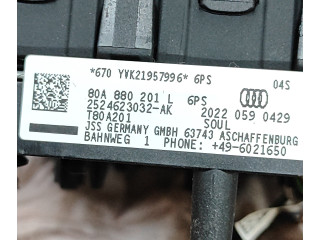 *670 YVK21957996* 6PS 04S
80A 880 201 L 6PS
2524623032-AK 2022 059 0429
T80A201 SOUL
JSS GERMANY GMBH 63743 ASCHAFFENBURG
BAHNWEG 1 PHONE: +49-6021650